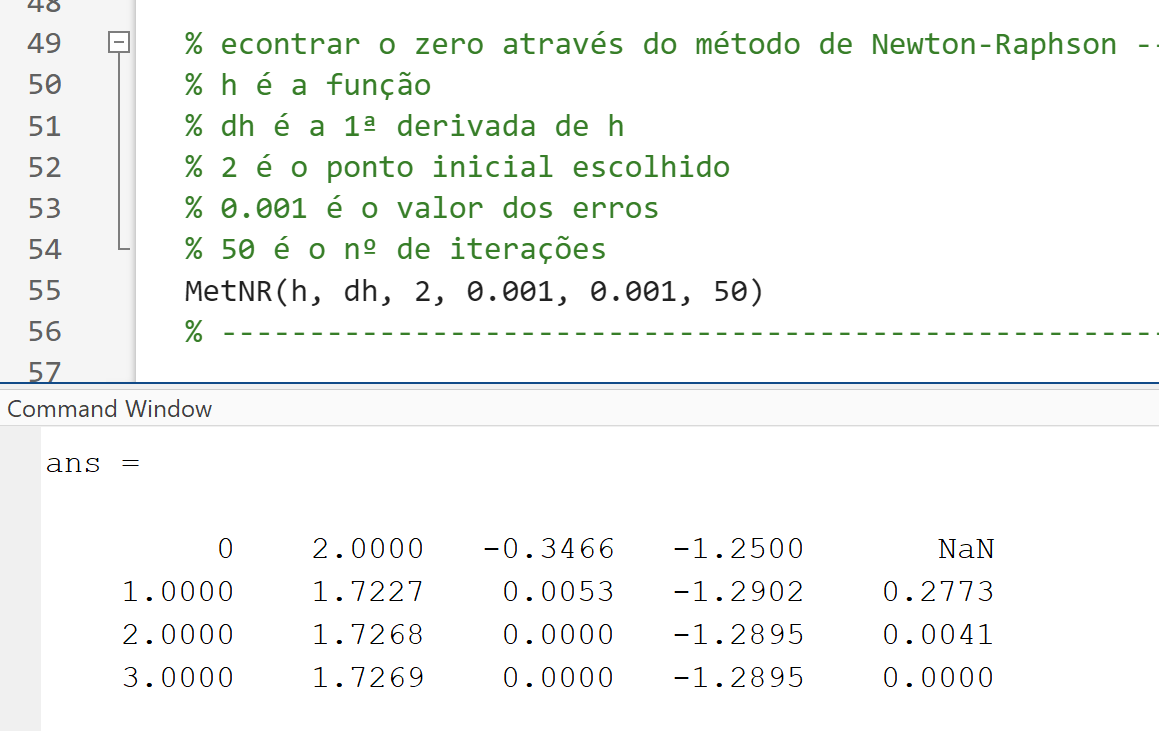 48
49 % econtrar o zero através do método de Newton-Raphson --
50 % h é a função
51 % dh é a 1ª derivada de h
52 % 2 é o ponto inicial escolhido
53 % 0.001 é o valor dos erros
54 % 50 é o nº de iterações
55 MetNR(h, dh, 2, 0.001, 0.001, 50)
56 % ------------------------------------------------------
57
Command Window
ans =
0 2.0000 -0.3466 -1.2500 NaN
1.0000 1.7227 0.0053 -1.2902 0.2773
2.0000 1.7268 0.0000 -1.2895 0.0041
3.0000 1.7269 0.0000 -1.2895 0.0000